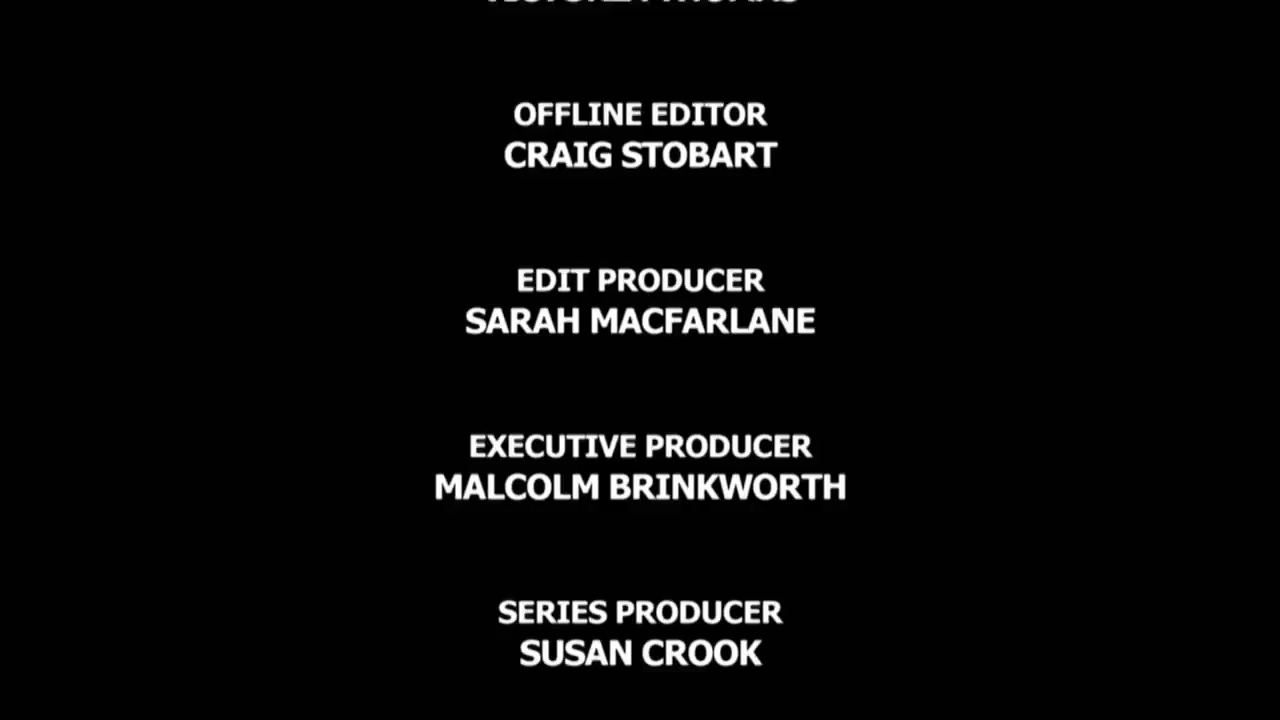 OFFLINE EDITOR
CRAIG STOBART
EDIT PRODUCER
SARAH MACFARLANE
EXECUTIVE PRODUCER
MALCOLM BRINKWORTH
SERIES PRODUCER
SUSAN CROOK